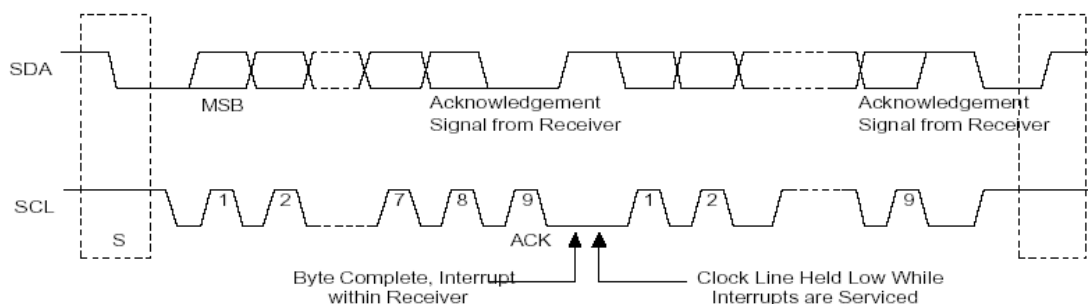 SDA
MSB
Acknowledgement
Signal from Receiver
Acknowledgement
Signal from Receiver
SCL
1
2
7
8
9
1
2
9
S
ACK
Byte Complete, Interrupt
within Receiver
Clock Line Held Low While
Interrupts are Serviced